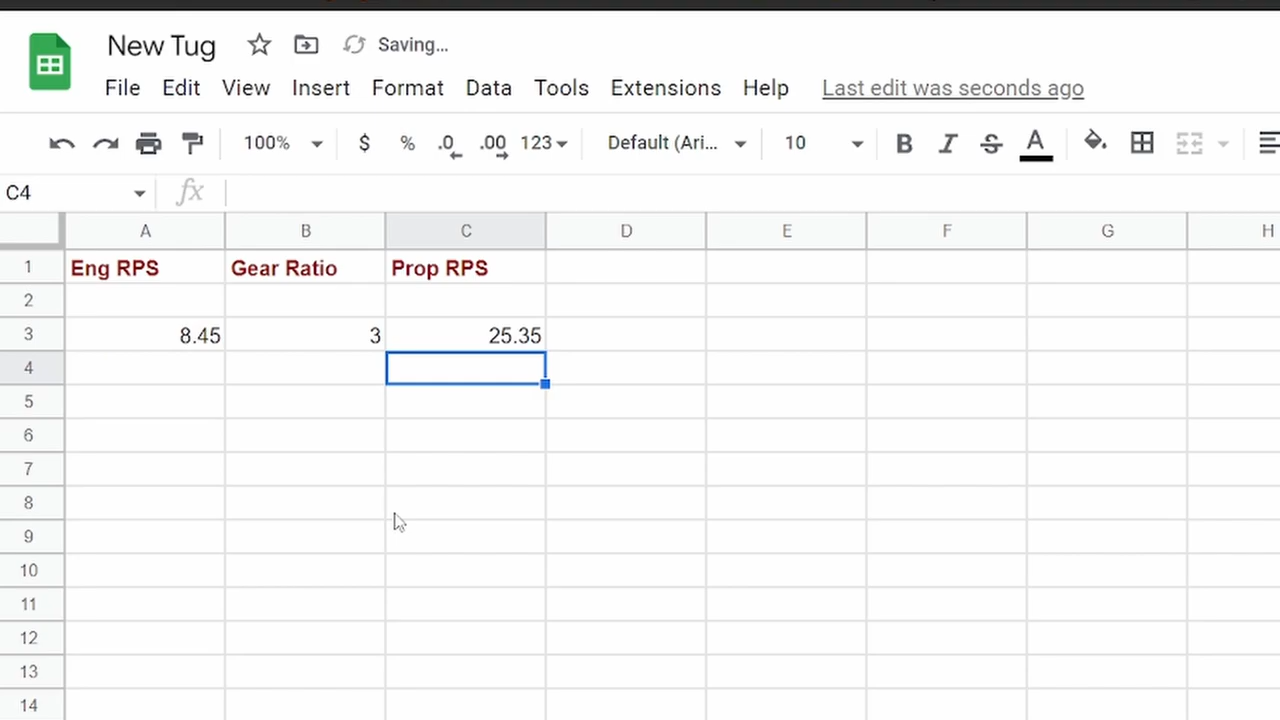 New Tug Saving...
File Edit View Insert Format Data Tools Extensions Help Last edit was seconds ago
100% $ % .0 .00 123 Default (Ari... 10 B I S A
C4 fx
A B C D E F G H
1 Eng RPS Gear Ratio Prop RPS
2
3 8.45 3 25.35
4
5
6
7
8
9
10
11
12
13
14